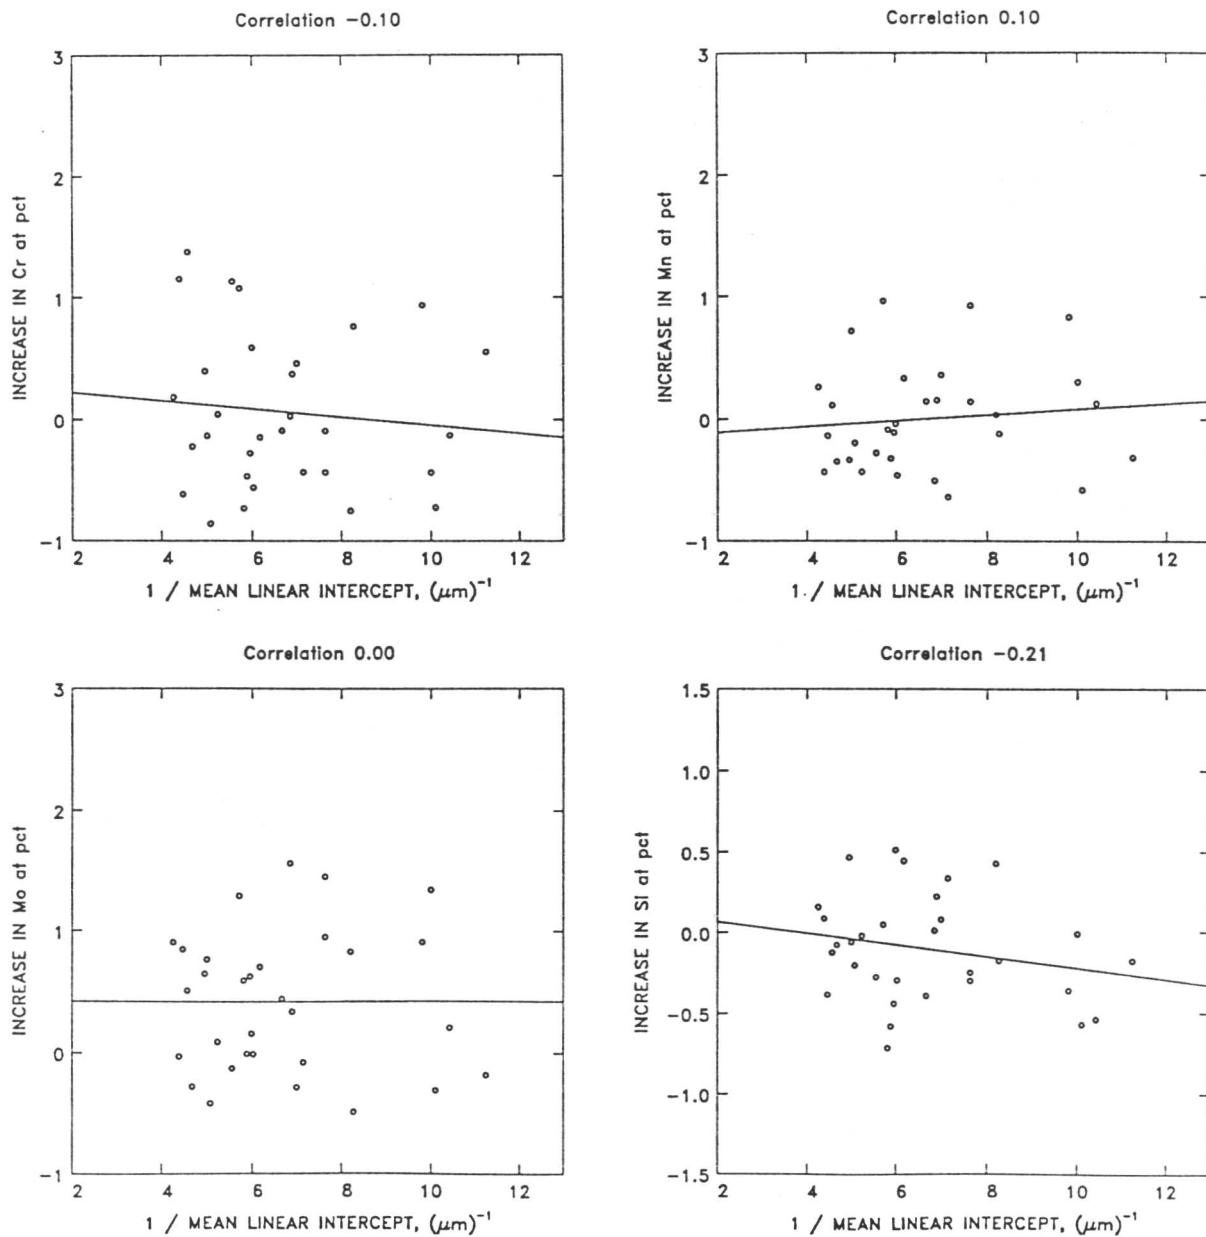 Correlation −0.10
3
2
1
0
−1
INCREASE IN Cr at pct
2 4 6 8 10 12
1 / MEAN LINEAR INTERCEPT, (μm)⁻¹
Correlation 0.10
3
2
1
0
−1
INCREASE IN Mn at pct
2 4 6 8 10 12
1 / MEAN LINEAR INTERCEPT, (μm)⁻¹
Correlation 0.00
3
2
1
0
−1
INCREASE IN Mo at pct
2 4 6 8 10 12
1 / MEAN LINEAR INTERCEPT, (μm)⁻¹
Correlation −0.21
1.5
1.0
0.5
0.0
−0.5
−1.0
−1.5
INCREASE IN Si at pct
2 4 6 8 10 12
1 / MEAN LINEAR INTERCEPT, (μm)⁻¹